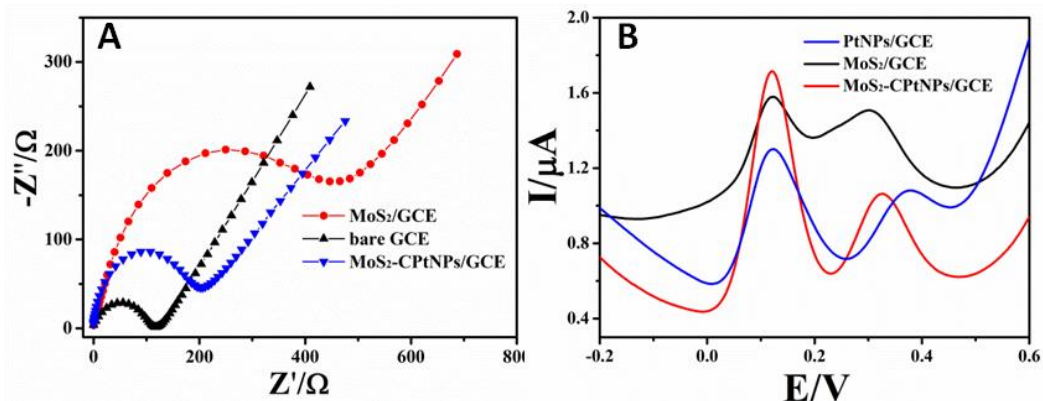 A
-Z''/Ω
300
200
100
0
0
200
400
600
800
Z'/Ω
MoS₂/GCE
bare GCE
MoS₂-CPtNPs/GCE
B
I/μA
2.0
1.6
1.2
0.8
0.4
-0.2
0.0
0.2
0.4
0.6
E/V
PtNPs/GCE
MoS₂/GCE
MoS₂-CPtNPs/GCE